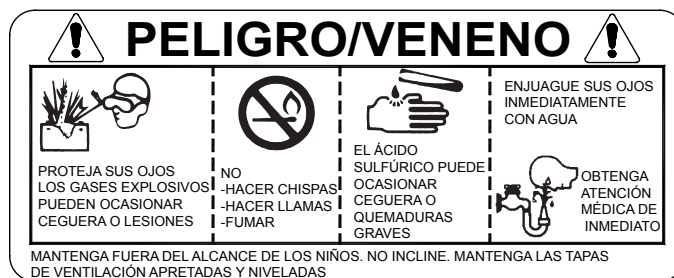 PELIGRO/VENENO
PROTEJA SUS OJOS
LOS GASES EXPLOSIVOS
PUEDEN OCASIONAR
CEGUERA O LESIONES
NO
-HACER CHISPAS
-HACER LLAMAS
-FUMAR
EL ÁCIDO
SULFÚRICO PUEDE
OCASIONAR
CEGUERA O
QUEMADURAS
GRAVES
ENJUAGUE SUS OJOS
INMEDIATAMENTE
CON AGUA
OBTENGA
ATENCIÓN
MÉDICA DE
INMEDIATO
MANTENGA FUERA DEL ALCANCE DE LOS NIÑOS. NO INCLINE. MANTENGA LAS TAPAS
DE VENTILACIÓN APRETADAS Y NIVELADAS